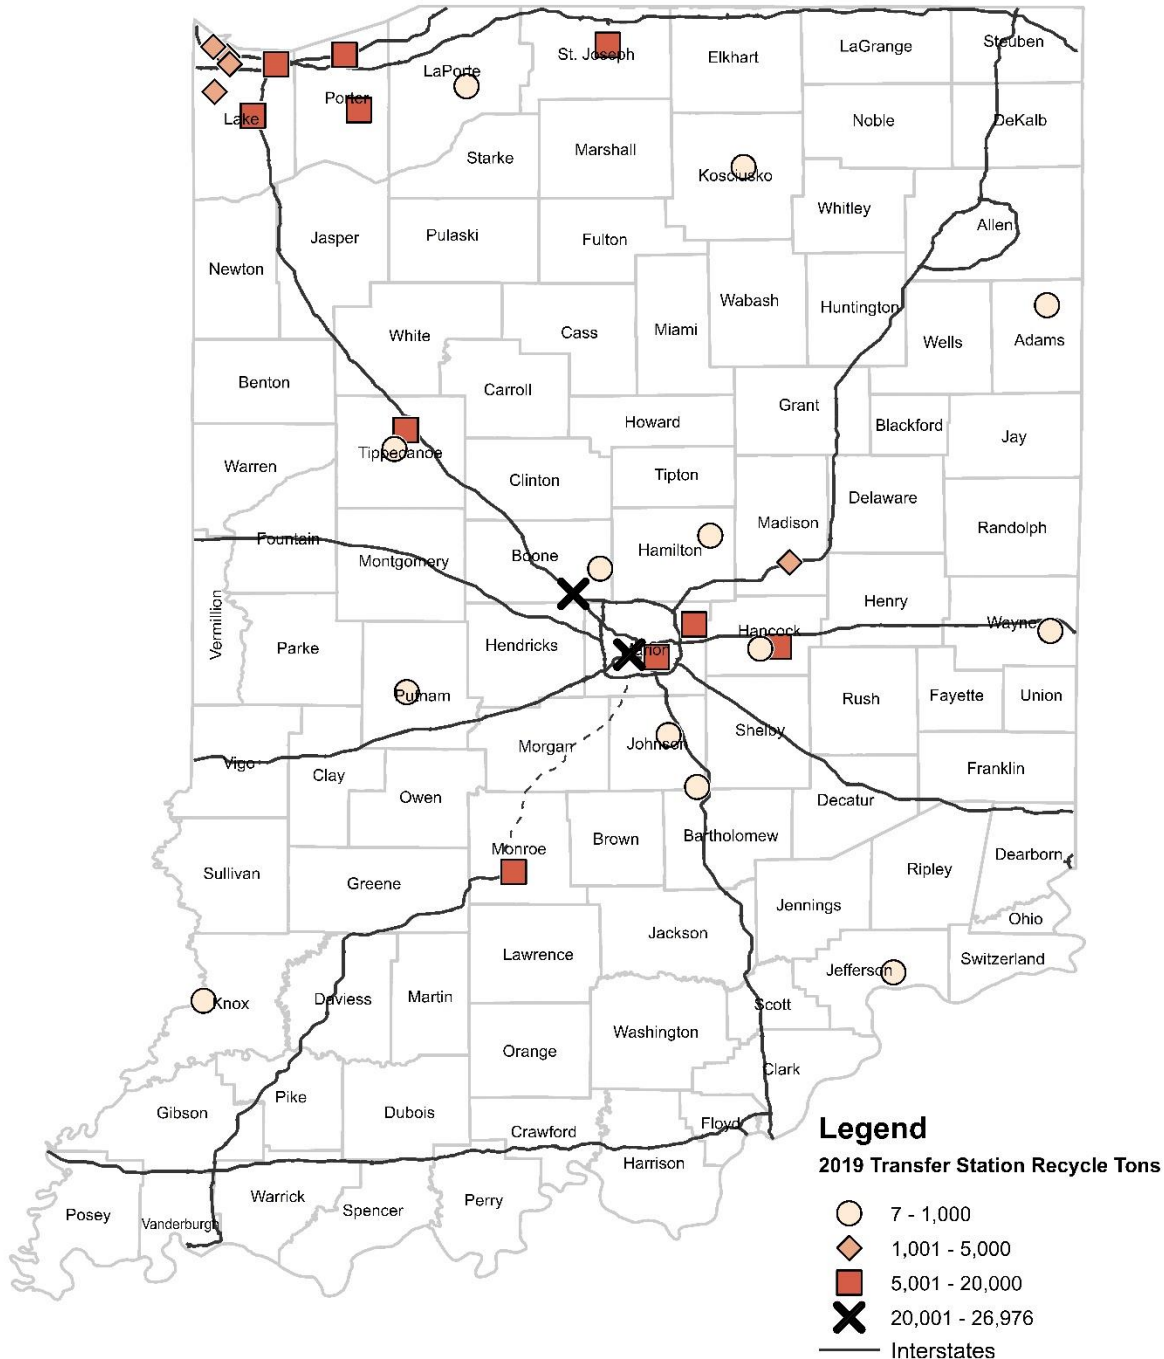 Steuben
LaGrange
St. Joseph
Elkhart
LaPorte
Porter
Lake
Noble
DeKalb
Marshall
Starke
Kosciusko
Whitley
Allen
Jasper
Pulaski
Fulton
Newton
Wabash
Huntington
White
Cass
Miami
Wells
Adams
Benton
Carroll
Grant
Howard
Blackford
Jay
Tippecanoe
Warren
Clinton
Tipton
Delaware
Madison
Randolph
Fountain
Montgomery
Boone
Hamilton
Henry
Vermillion
Wayne
Hancock
Hendricks
Parke
Putnam
Rush
Fayette
Union
Morgan
Johnson
Shelby
Vigo
Clay
Franklin
Owen
Decatur
Brown
Bartholomew
Monroe
Dearborn
Sullivan
Greene
Ripley
Jennings
Ohio
Jackson
Lawrence
Switzerland
Jefferson
Knox
Daviess
Martin
Scott
Washington
Orange
Clark
Pike
Gibson
Dubois
Floyd
Crawford
Harrison
Warrick
Perry
Posey
Spencer
Vanderburgh
Legend
2019 Transfer Station Recycle Tons
7 - 1,000
1,001 - 5,000
5,001 - 20,000
20,001 - 26,976
Interstates